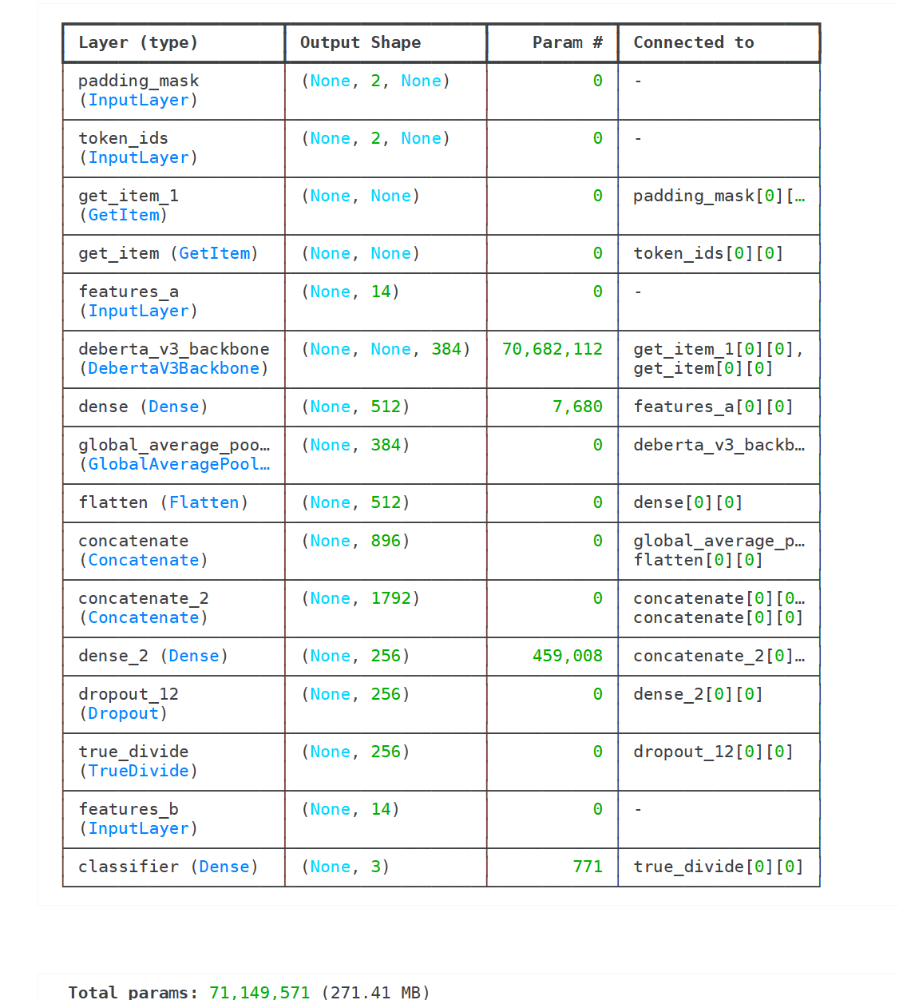 Layer (type) Output Shape Param # Connected to
padding_mask (None, 2, None) 0 -
(InputLayer)
token_ids (None, 2, None) 0 -
(InputLayer)
get_item_1 (None, None) 0 padding_mask[0][…
(GetItem)
get_item (GetItem) (None, None) 0 token_ids[0][0]
features_a (None, 14) 0 -
(InputLayer)
deberta_v3_backbone (None, None, 384) 70,682,112 get_item_1[0][0],
(DebertaV3Backbone) get_item[0][0]
dense (Dense) (None, 512) 7,680 features_a[0][0]
global_average_poo… (None, 384) 0 deberta_v3_backb…
(GlobalAveragePool…
flatten (Flatten) (None, 512) 0 dense[0][0]
concatenate (None, 896) 0 global_average_p…
(Concatenate) flatten[0][0]
concatenate_2 (None, 1792) 0 concatenate[0][0…
(Concatenate) concatenate[0][0]
dense_2 (Dense) (None, 256) 459,008 concatenate_2[0]…
dropout_12 (None, 256) 0 dense_2[0][0]
(Dropout)
true_divide (None, 256) 0 dropout_12[0][0]
(TrueDivide)
features_b (None, 14) 0 -
(InputLayer)
classifier (Dense) (None, 3) 771 true_divide[0][0]
Total params: 71,149,571 (271.41 MB)